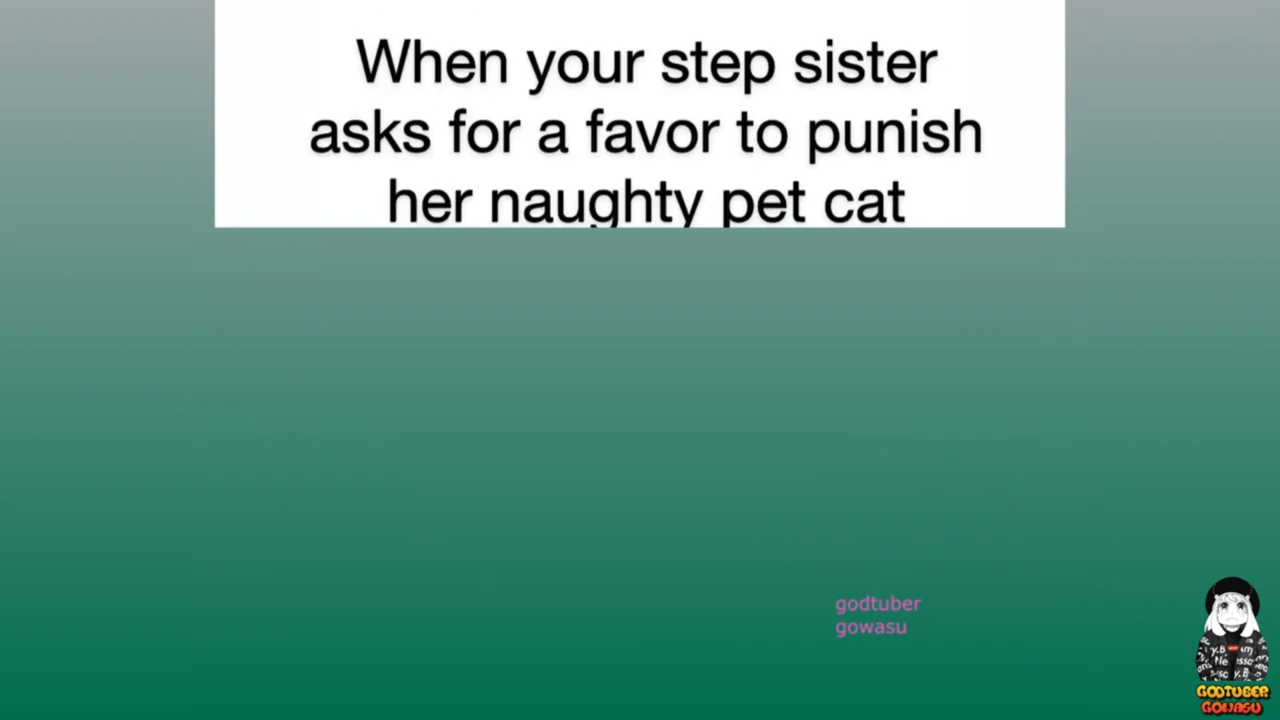 When your step sister
asks for a favor to punish
her naughty pet cat
godtuber
gowasu
GODTUBER
GOWASU